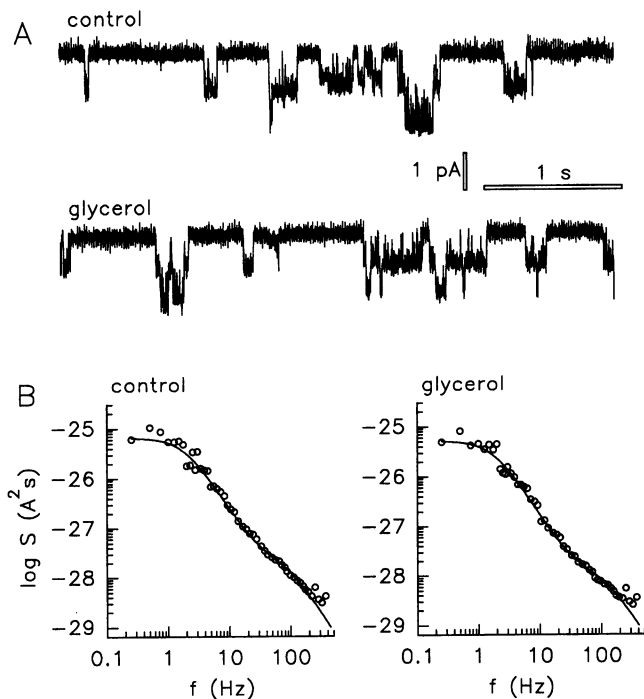 A
control
1 pA
1 s
glycerol
B
control
glycerol
log S (A²s)
-25
-26
-27
-28
-29
0.1
1
10
100
f (Hz)
-25
-26
-27
-28
-29
0.1
1
10
100
f (Hz)